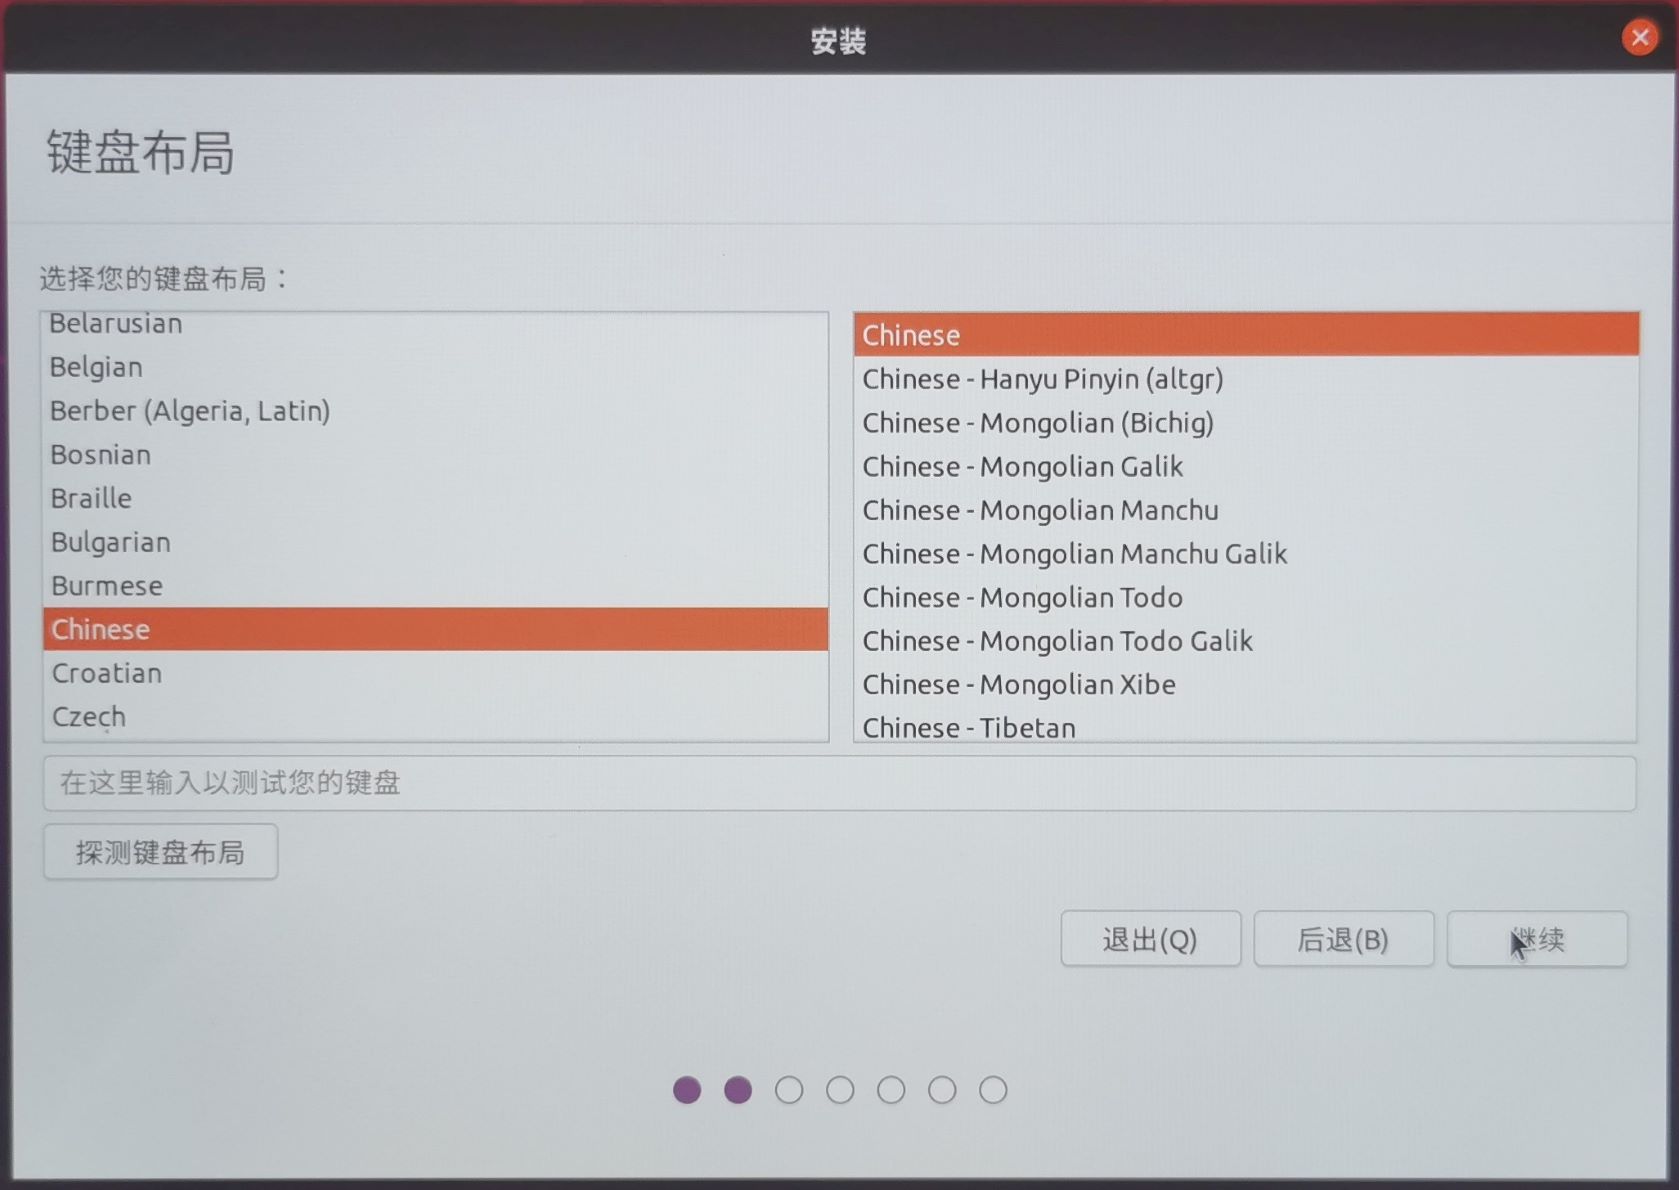 安装
键盘布局
选择您的键盘布局：
Belarusian
Belgian
Berber (Algeria, Latin)
Bosnian
Braille
Bulgarian
Burmese
Chinese
Croatian
Czech
Chinese
Chinese - Hanyu Pinyin (altgr)
Chinese - Mongolian (Bichig)
Chinese - Mongolian Galik
Chinese - Mongolian Manchu
Chinese - Mongolian Manchu Galik
Chinese - Mongolian Todo
Chinese - Mongolian Todo Galik
Chinese - Mongolian Xibe
Chinese - Tibetan
在这里输入以测试您的键盘
探测键盘布局
退出(Q)
后退(B)
继续